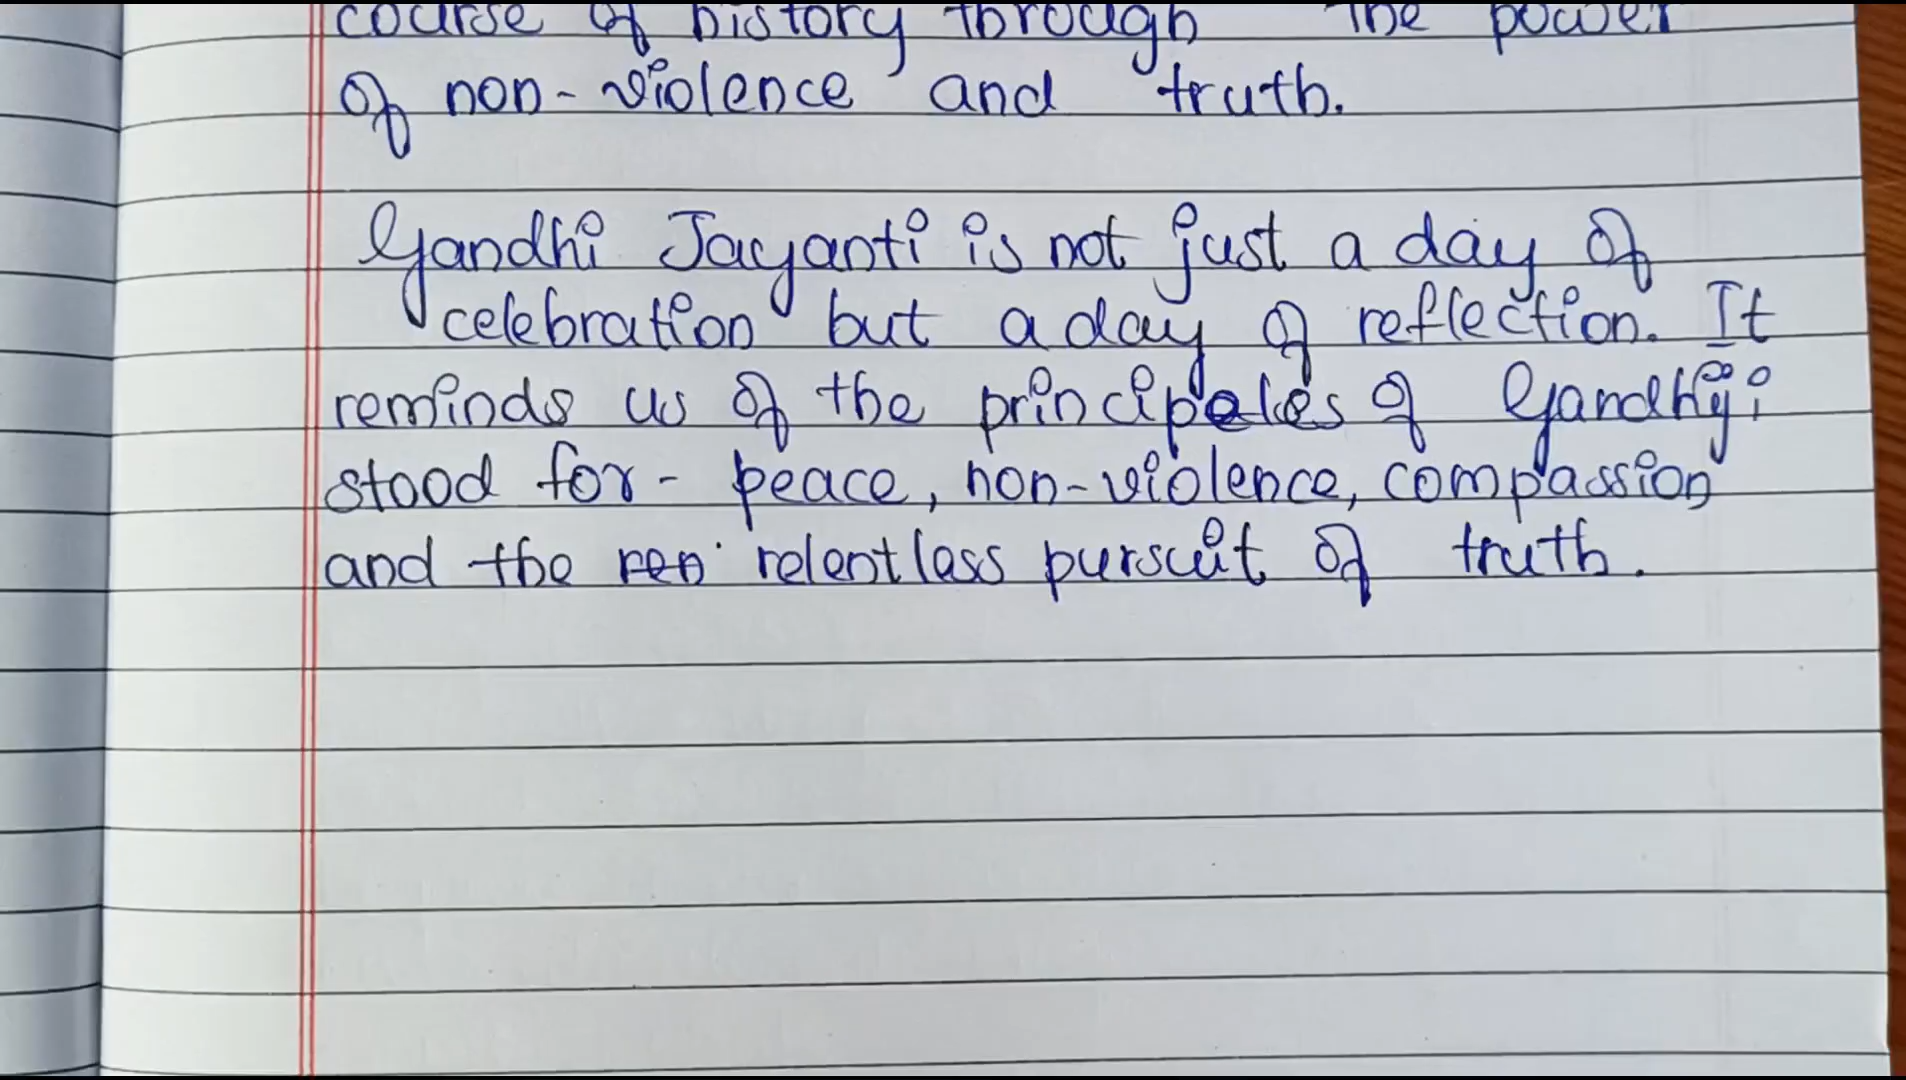 course of history through the power
of non-violence and truth.
Gandhi Jayanti is not just a day of
celebration but a day of reflection. It
reminds us of the principles of Gandhiji
stood for - peace, non-violence, compassion
and the relentless pursuit of truth.